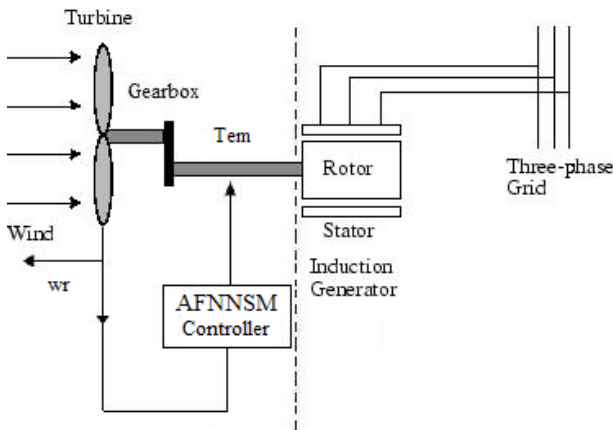 Turbine
Gearbox
Tem
Rotor
Three-phase
Grid
Wind
Stator
wr
Induction
Generator
AFNNSM
Controller